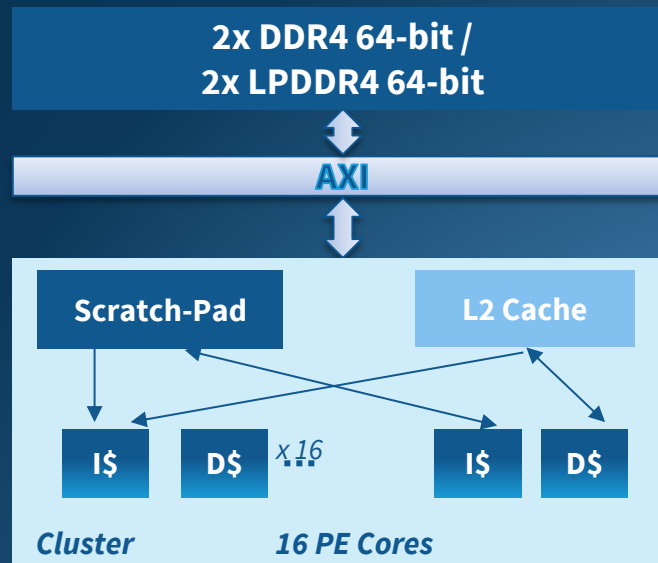 2x DDR4 64-bit /
2x LPDDR4 64-bit
AXI
Scratch-Pad
L2 Cache
I$
D$
x 16
...
I$
D$
Cluster
16 PE Cores